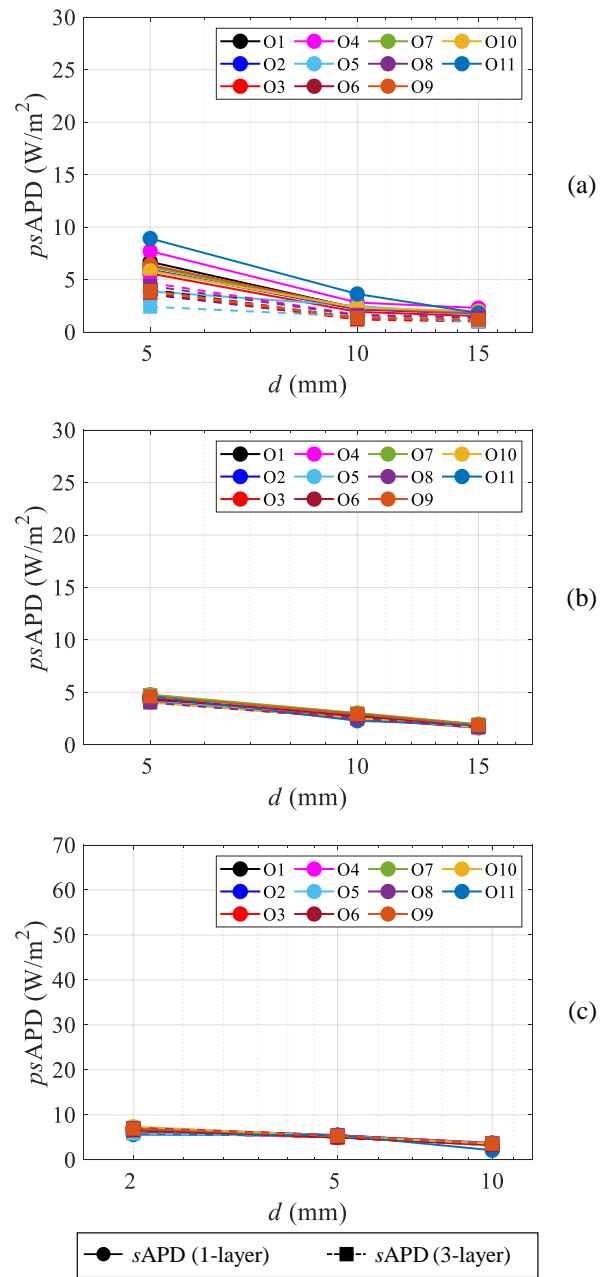 30
25
20
15
10
5
0
psAPD (W/m²)
O1 O4 O7 O10
O2 O5 O8 O11
O3 O6 O9
5 10 15
d (mm)
(a)
30
25
20
15
10
5
0
psAPD (W/m²)
O1 O4 O7 O10
O2 O5 O8 O11
O3 O6 O9
5 10 15
d (mm)
(b)
70
60
50
40
30
20
10
0
psAPD (W/m²)
O1 O4 O7 O10
O2 O5 O8 O11
O3 O6 O9
2 5 10
d (mm)
(c)
sAPD (1-layer) sAPD (3-layer)